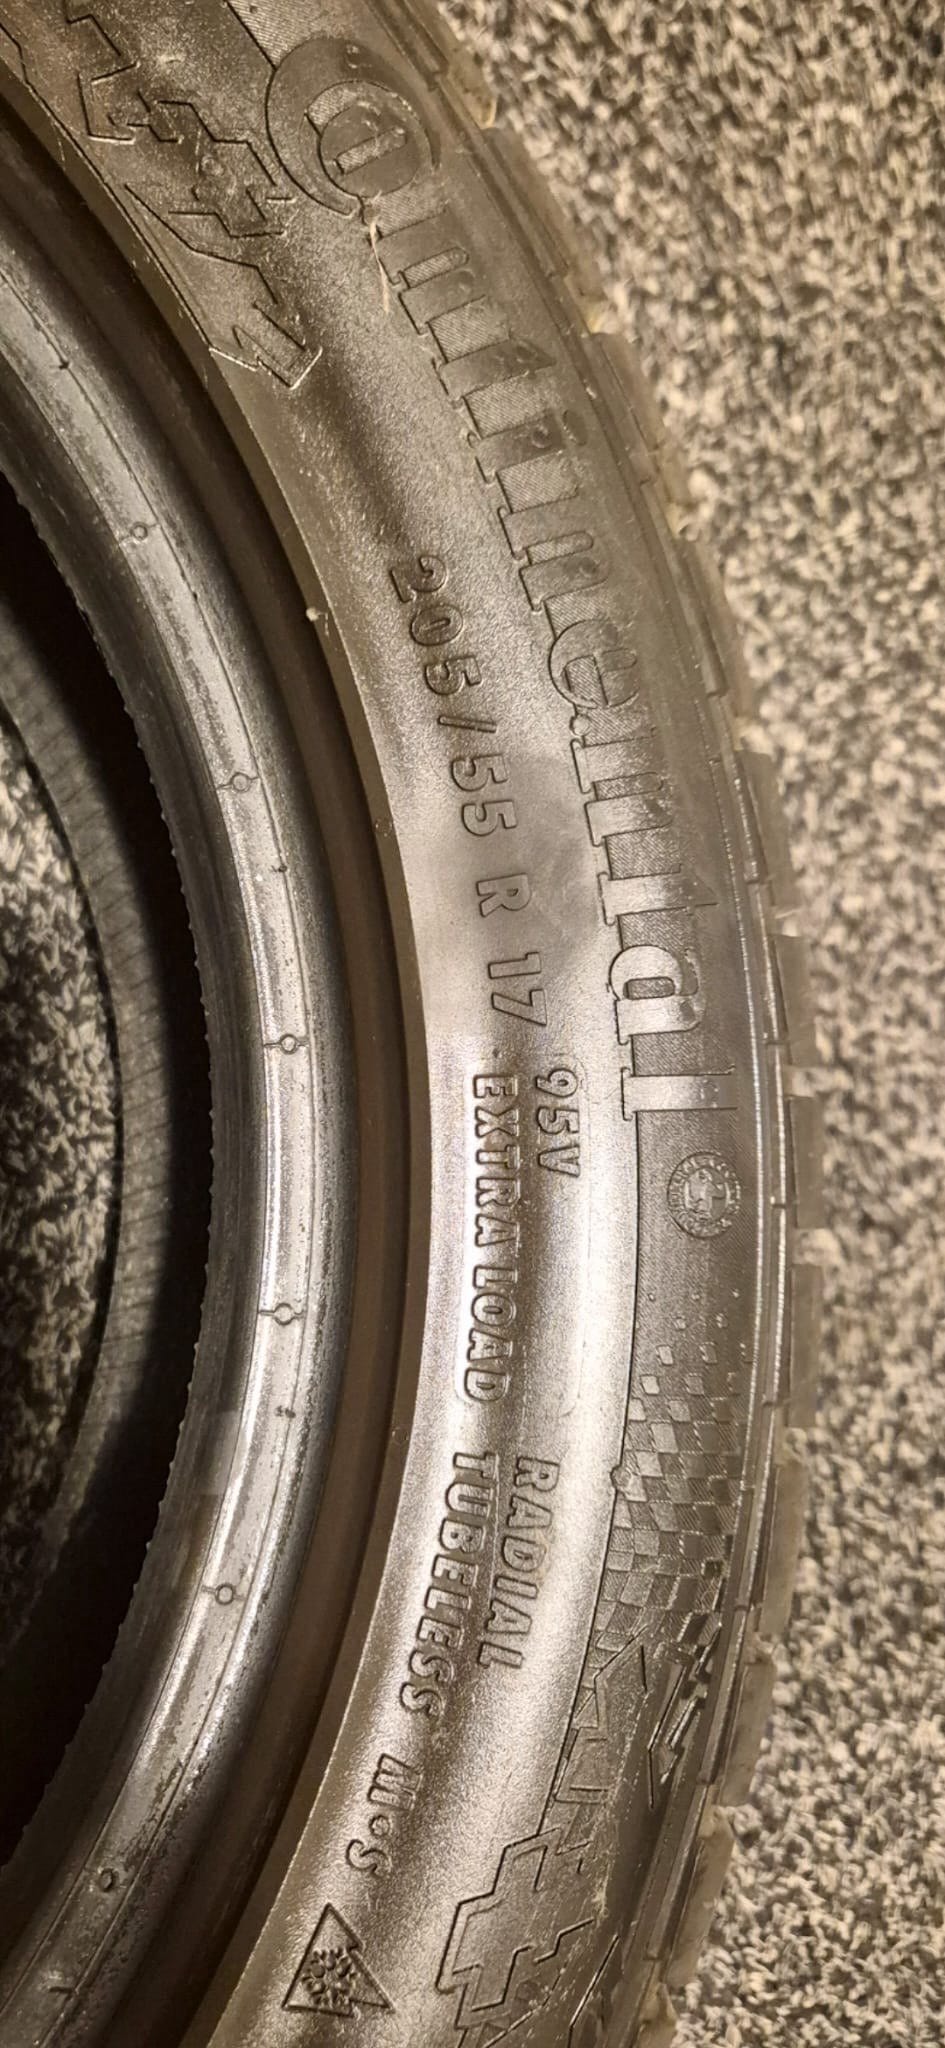 Continental
205/55 R 17
95V
EXTRA LOAD
RADIAL
TUBELESS M+S